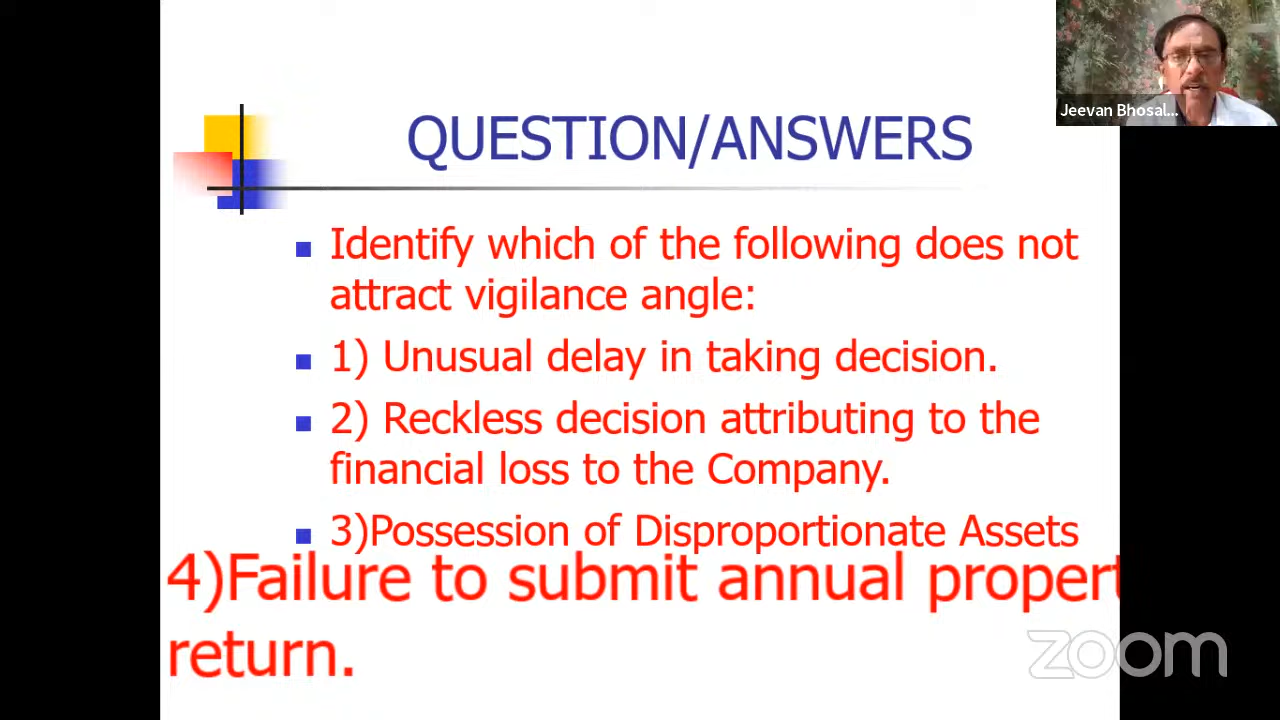 Jeevan Bhosal...
QUESTION/ANSWERS
Identify which of the following does not
attract vigilance angle:
1) Unusual delay in taking decision.
2) Reckless decision attributing to the
financial loss to the Company.
3)Possession of Disproportionate Assets
4)Failure to submit annual propert
return.
zoom